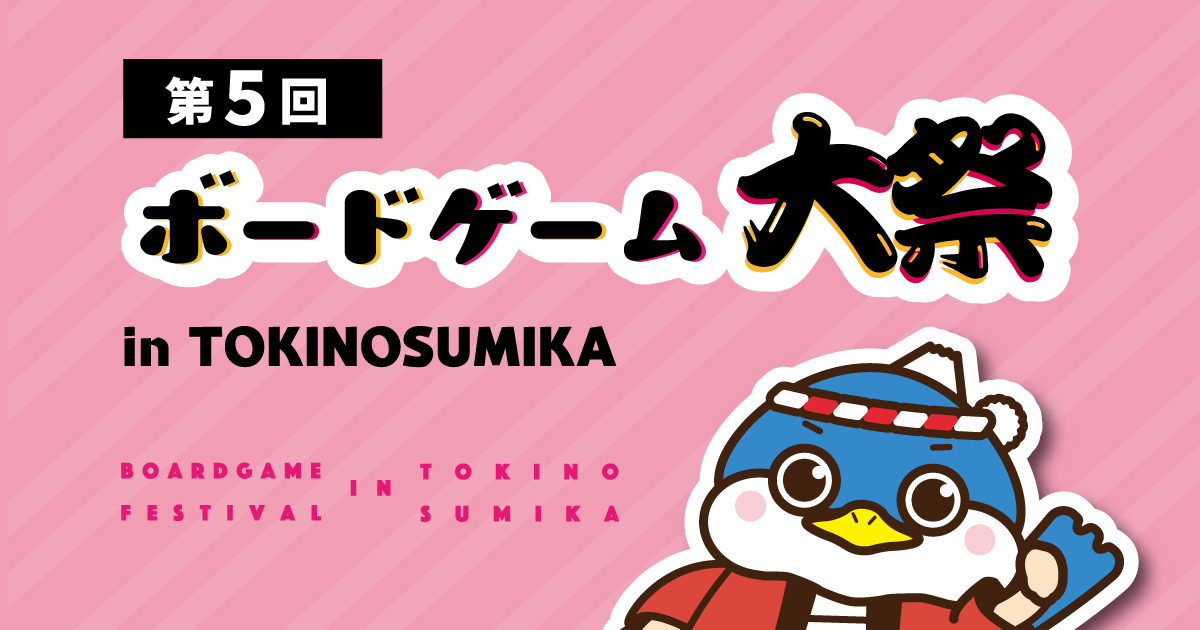 第5回
ボードゲーム大祭
in TOKINOSUMIKA
BOARDGAME
FESTIVAL
IN
TOKINO
SUMIKA